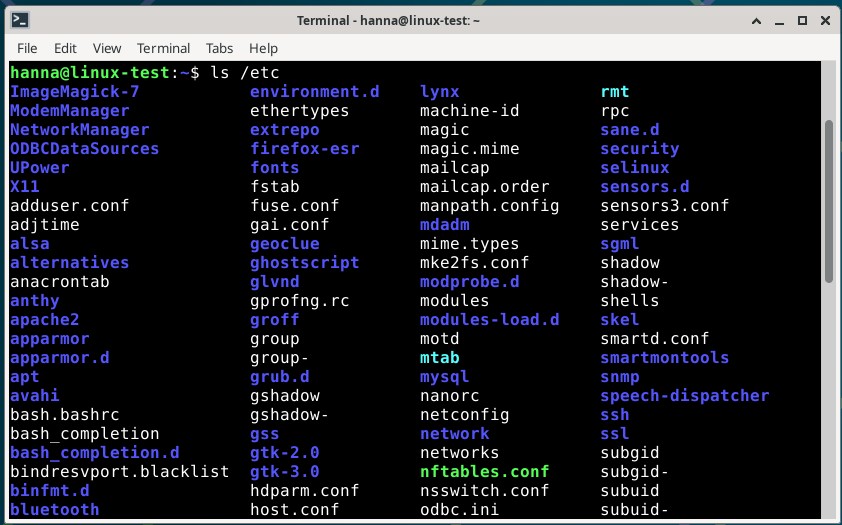 Terminal - hanna@linux-test: ~
File Edit View Terminal Tabs Help
hanna@linux-test:~$ ls /etc
ImageMagick-7 environment.d lynx rmt
ModemManager ethertypes machine-id rpc
NetworkManager extrepo magic sane.d
ODBCDataSources firefox-esr magic.mime security
UPower fonts mailcap selinux
X11 fstab mailcap.order sensors.d
adduser.conf fuse.conf manpath.config sensors3.conf
adjtime gai.conf mdadm services
alsa geoclue mime.types sgml
alternatives ghostscript mke2fs.conf shadow
anacrontab glvnd modprobe.d shadow-
anthy gprofng.rc modules shells
apache2 groff modules-load.d skel
apparmor group motd smartd.conf
apparmor.d group- mtab smartmontools
apt grub.d mysql snmp
avahi gshadow nanorc speech-dispatcher
bash.bashrc gshadow- netconfig ssh
bash_completion gss network ssl
bash_completion.d gtk-2.0 networks subgid
bindresvport.blacklist gtk-3.0 nftables.conf subgid-
binfmt.d hdparm.conf nsswitch.conf subuid
bluetooth host.conf odbc.ini subuid-